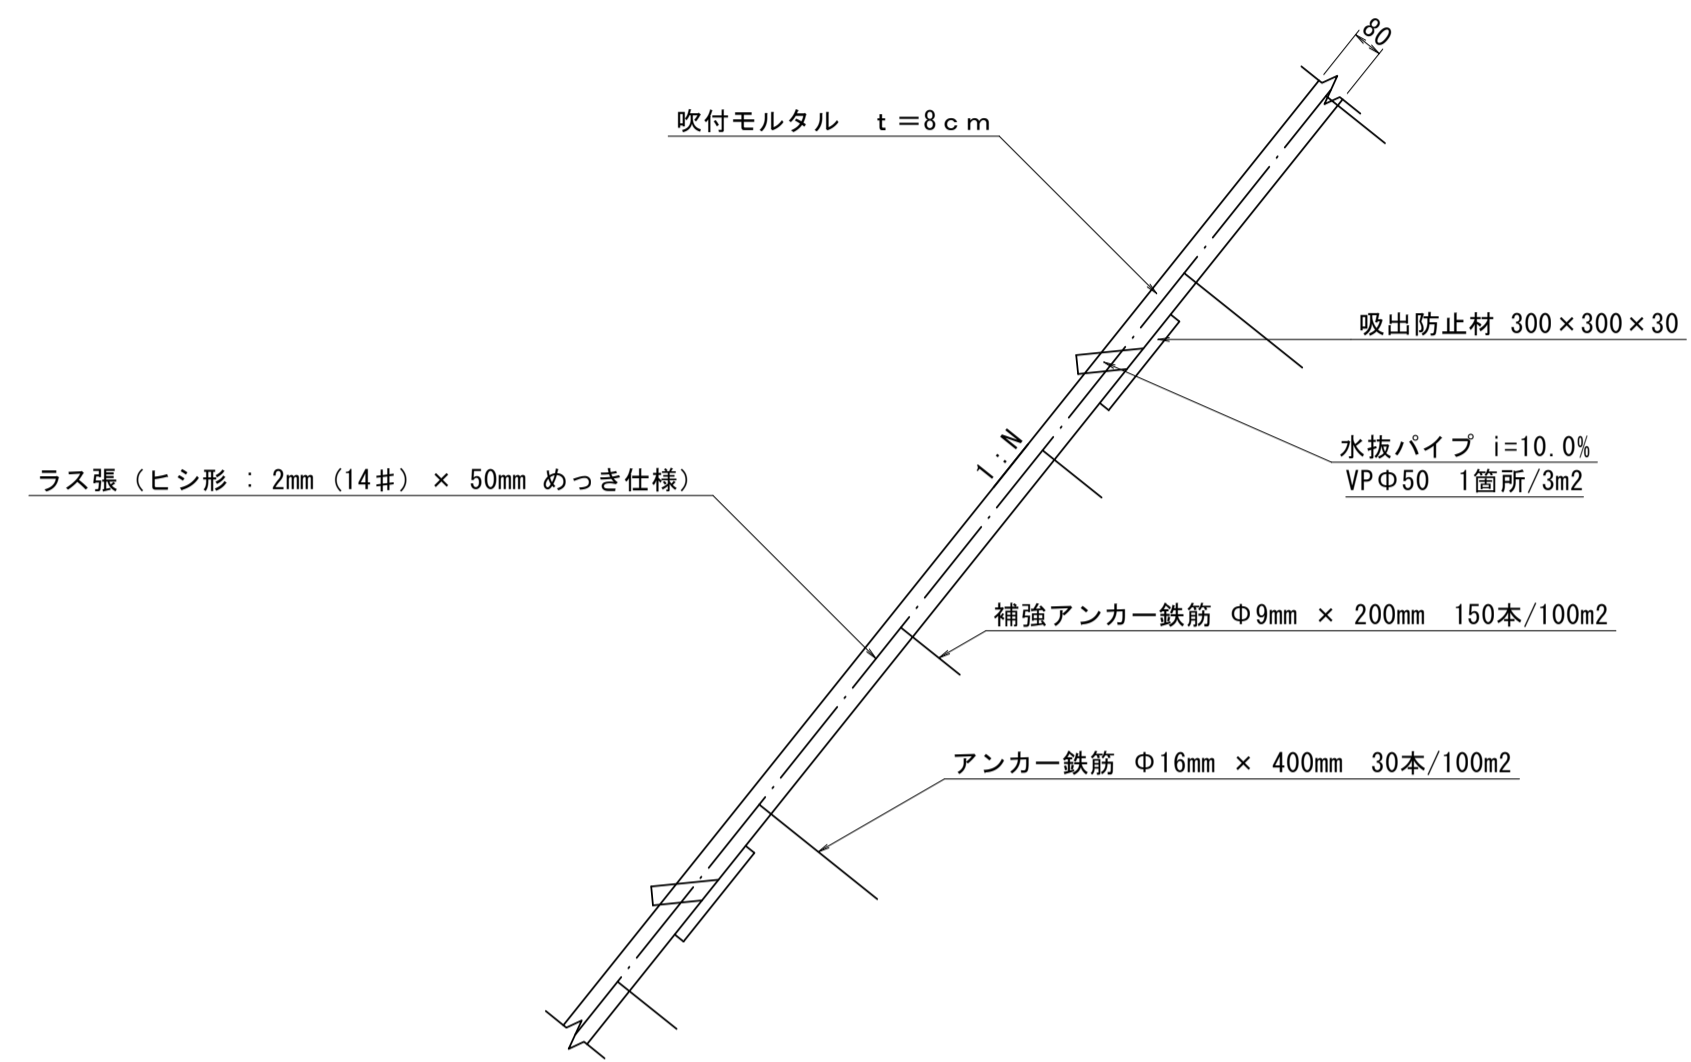 80
吹付モルタル　ｔ＝8ｃｍ
吸出防止材 300×300×30
1:N
水抜パイプ i=10.0%
VPΦ50　1箇所/3m2
ラス張（ヒシ形 : 2mm（14#）× 50mm めっき仕様）
補強アンカー鉄筋 Φ9mm × 200mm　150本/100m2
アンカー鉄筋 Φ16mm × 400mm　30本/100m2